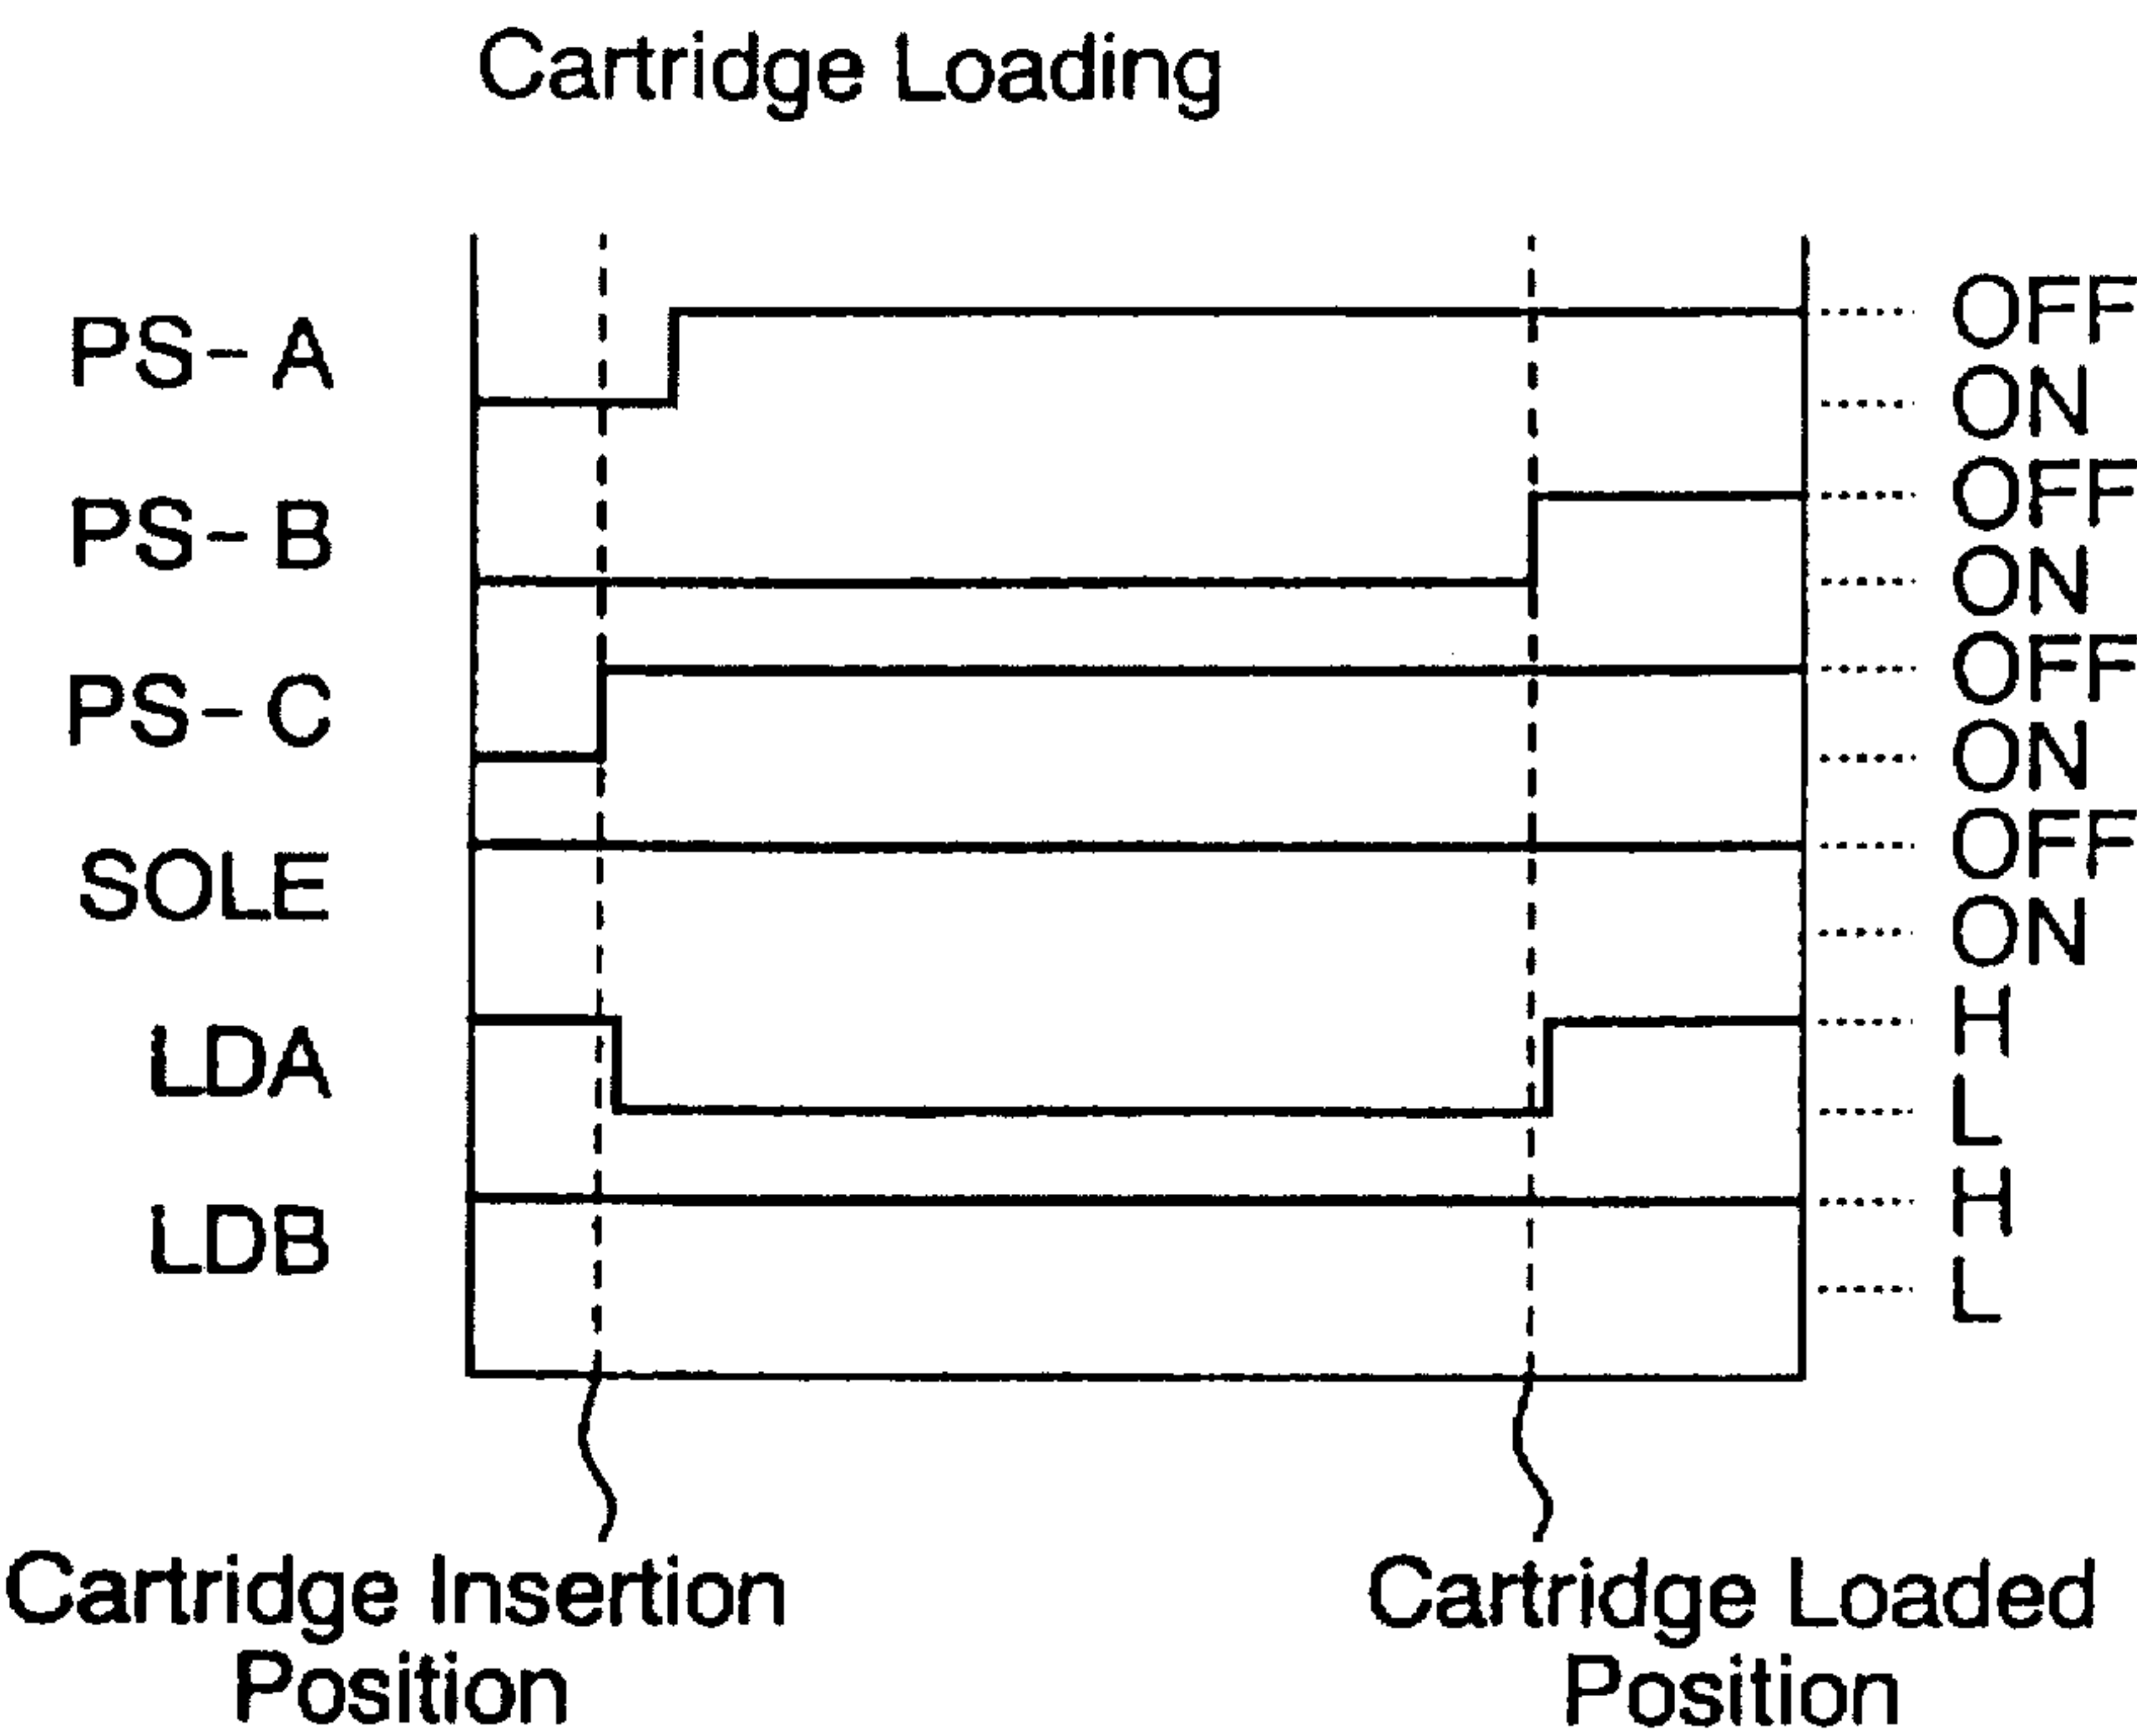 Cartridge Loading
PS-A
OFF
ON
PS-B
OFF
ON
PS-C
OFF
ON
SOLE
OFF
ON
LDA
H
L
LDB
H
L
Cartridge Insertion
Position
Cartridge Loaded
Position